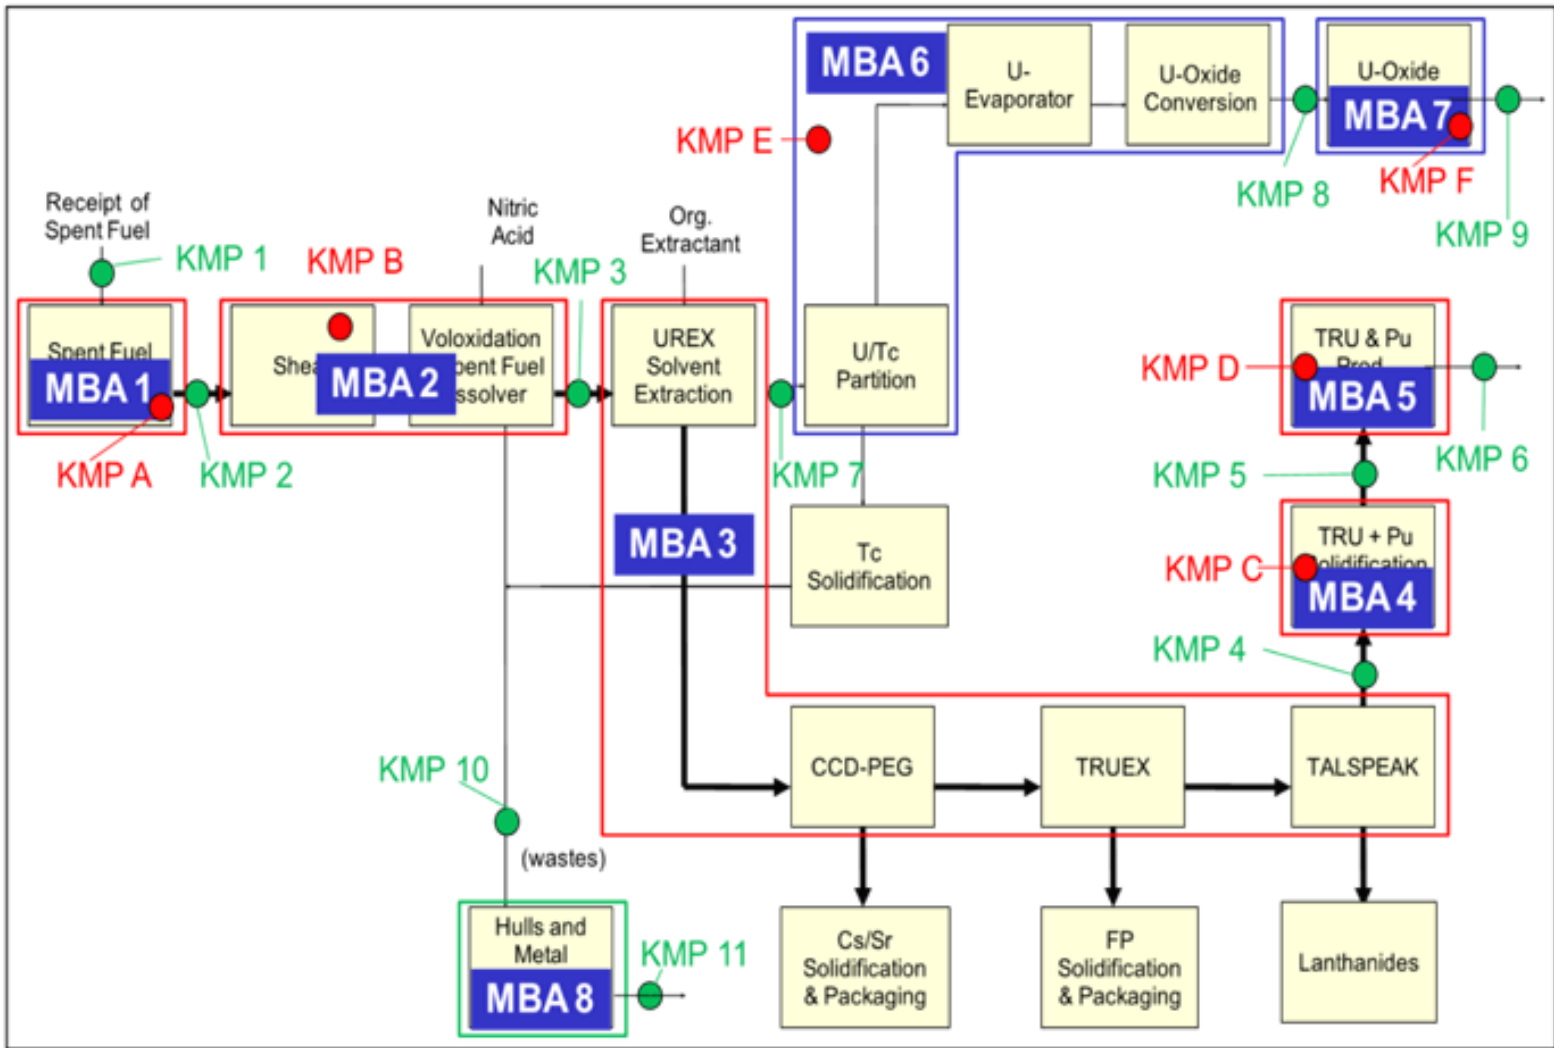 MBA 6
U-
Evaporator
U-Oxide
Conversion
U-Oxide
MBA 7
KMP E
KMP 8
KMP F
KMP 9
Receipt of
Spent Fuel
KMP 1
KMP B
Nitric
Acid
KMP 3
Org.
Extractant
Spent Fuel
MBA 1
KMP A
KMP 2
MBA 2
Voloxidation
UREX
Solvent
Extraction
KMP 7
U/Tc
Partition
TRU & Pu
Prod
KMP D
MBA 5
KMP 6
KMP 5
MBA 3
Tc
Solidification
TRU + Pu
KMP C
MBA 4
KMP 4
CCD-PEG
TRUEX
TALSPEAK
KMP 10
(wastes)
Hulls and
Metal
MBA 8
KMP 11
Cs/Sr
Solidification
& Packaging
FP
Solidification
& Packaging
Lanthanides